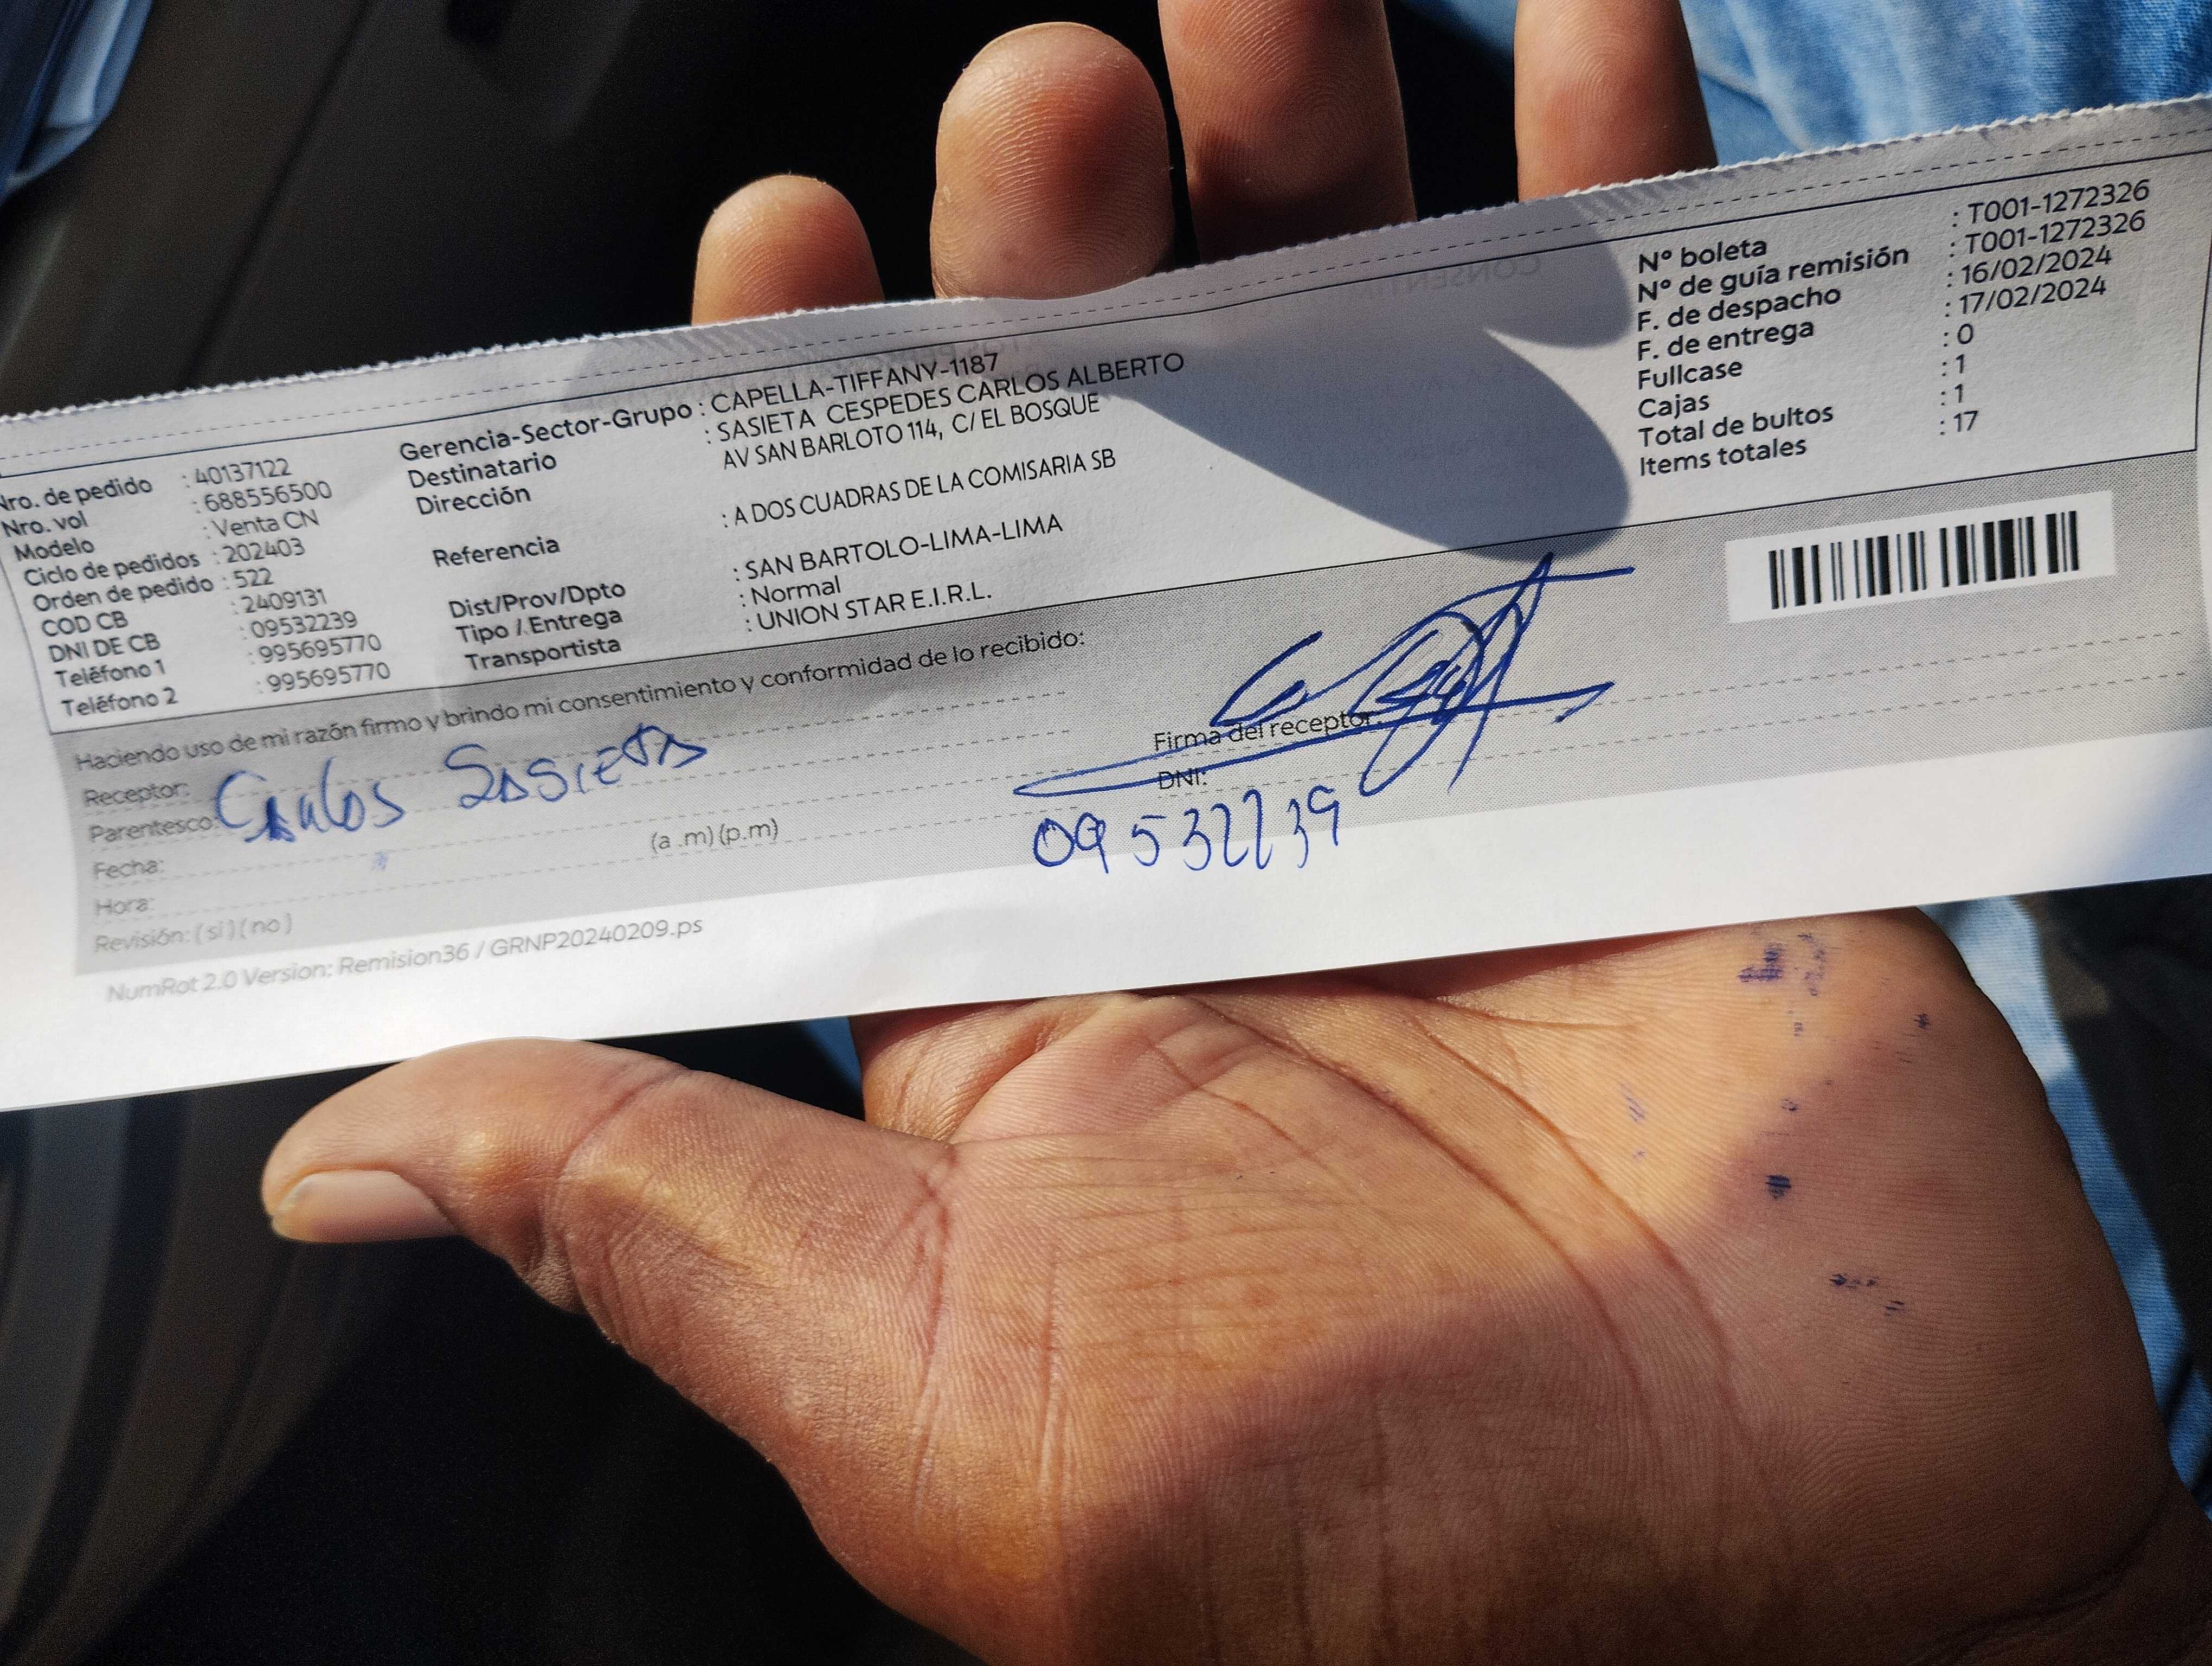 Nro. de pedido : 40137122
Nro. vol : 688556500
Modelo : Venta CN
Ciclo de pedidos : 202403
Orden de pedido : 522
COD CB : 2409131
DNI DE CB : 09532239
Teléfono 1 : 995695770
Teléfono 2 : 995695770
Gerencia-Sector-Grupo : CAPELLA-TIFFANY-1187
Destinatario : SASIETA CESPEDES CARLOS ALBERTO
Dirección AV SAN BARLOTO 114, C/ EL BOSQUE
Referencia : A DOS CUADRAS DE LA COMISARIA SB
Dist/Prov/Dpto : SAN BARTOLO-LIMA-LIMA
Tipo / Entrega : Normal
Transportista : UNION STAR E.I.R.L.
Nº boleta : T001-1272326
Nº de guía remisión : T001-1272326
F. de despacho : 16/02/2024
F. de entrega : 17/02/2024
Fullcase : 0
Cajas : 1
Total de bultos : 1
Items totales : 17
Haciendo uso de mi razón firmo y brindo mi consentimiento y conformidad de lo recibido:
Receptor: Carlos Sasieta
Parentesco:
Fecha:
Hora: (a .m) (p.m)
Revisión: ( si ) ( no )
Firma del receptor:
DNI:
09532239
NumRot 2.0 Version: Remision36 / GRNP20240209.ps